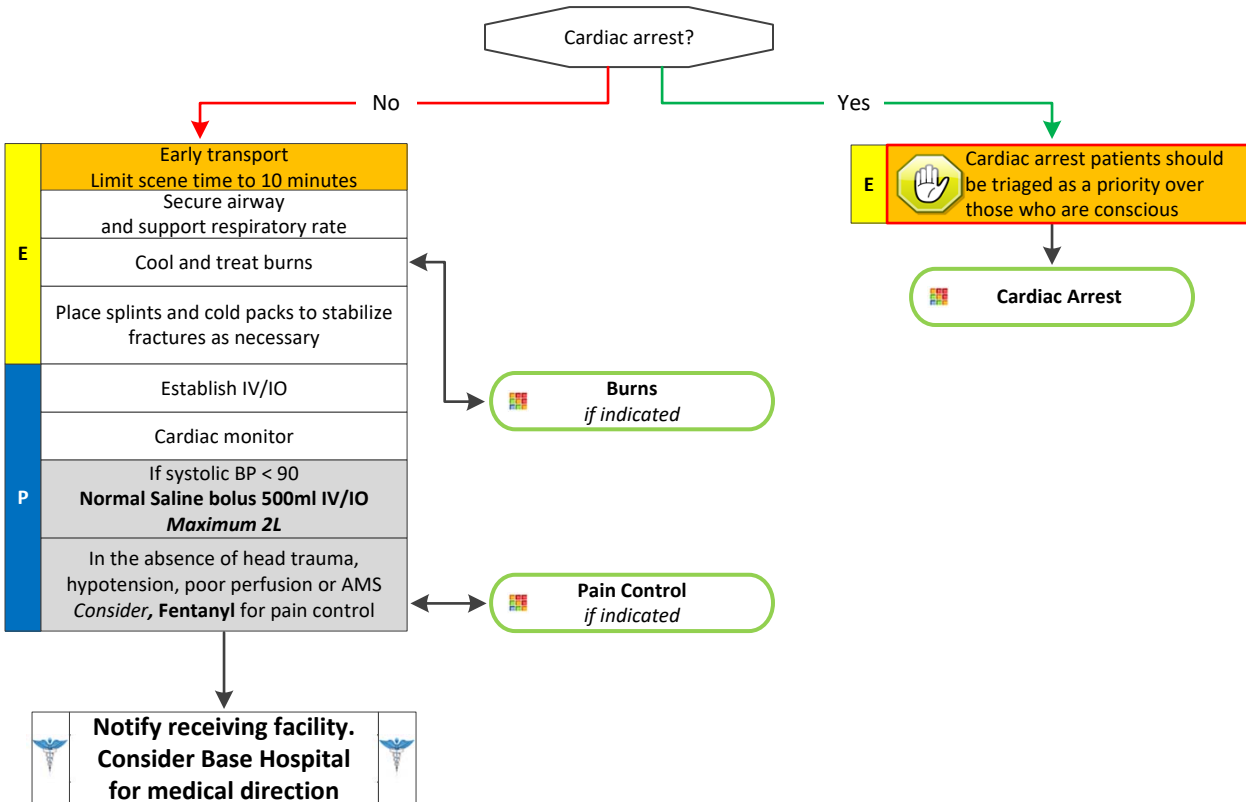 Cardiac arrest?
No
Yes
E
Early transport
Limit scene time to 10 minutes
Secure airway
and support respiratory rate
Cool and treat burns
Place splints and cold packs to stabilize
fractures as necessary
P
Establish IV/IO
Cardiac monitor
If systolic BP < 90
Normal Saline bolus 500ml IV/IO
Maximum 2L
In the absence of head trauma,
hypotension, poor perfusion or AMS
Consider, Fentanyl for pain control
E
Cardiac arrest patients should
be triaged as a priority over
those who are conscious
Cardiac Arrest
Burns
if indicated
Pain Control
if indicated
Notify receiving facility.
Consider Base Hospital
for medical direction